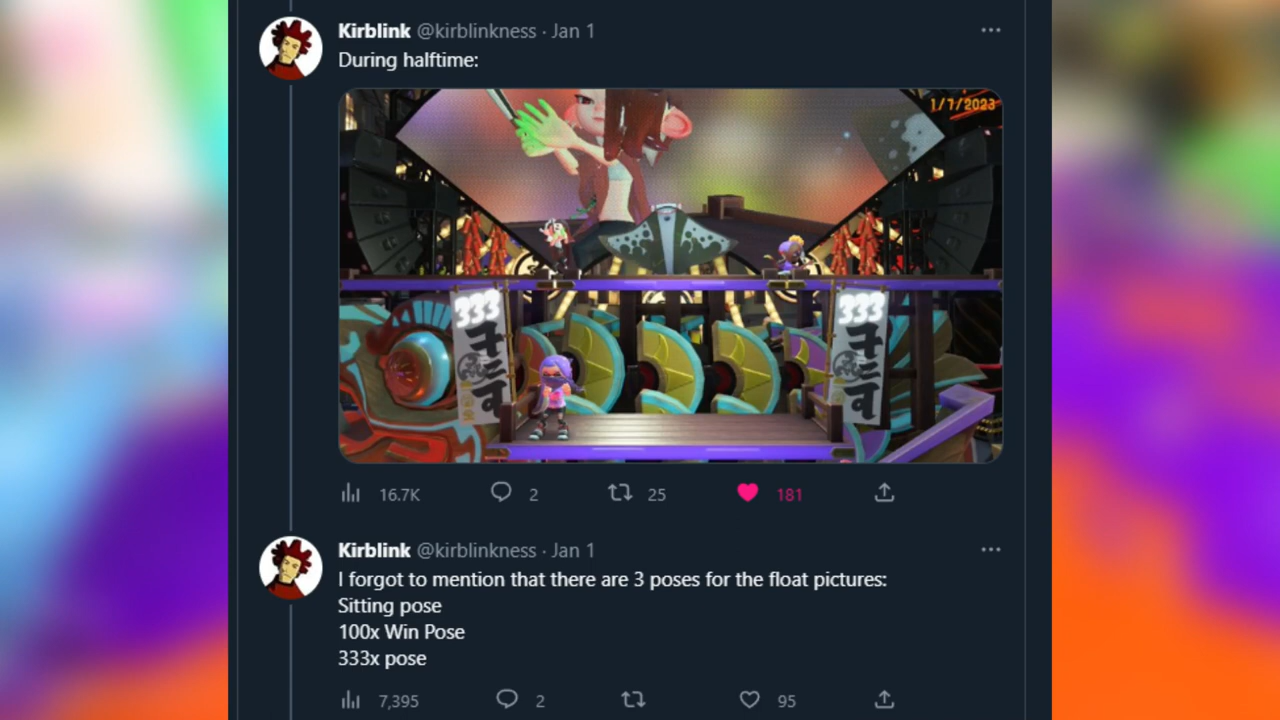 Kirblink @kirblinkness · Jan 1
During halftime:
1/7/2023
333
333
16.7K
2
25
181
Kirblink @kirblinkness · Jan 1
I forgot to mention that there are 3 poses for the float pictures:
Sitting pose
100x Win Pose
333x pose
7,395
2
95